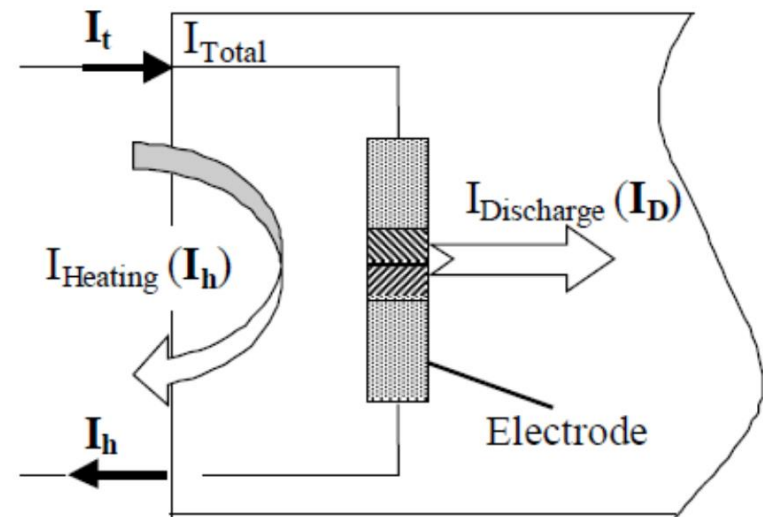 It
ITotal
IDischarge (ID)
IHeating (Ih)
Ih
Electrode